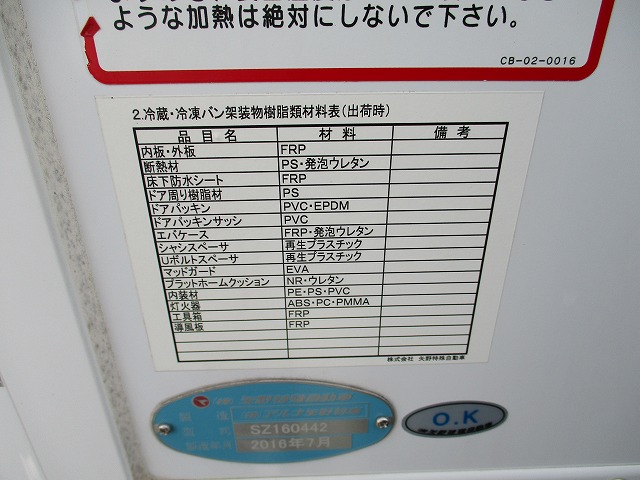 ような加熱は絶対にしないで下さい。
CB-02-0016
2.冷蔵・冷凍バン架装物樹脂類材料表(出荷時)
品目名 材料 備考
内板・外板 FRP
断熱材 PS・発泡ウレタン
床下防水シート FRP
ドア周り樹脂材 PS
ドアパッキン PVC・EPDM
ドアパッキンサッシ PVC
エバケース FRP・発泡ウレタン
シャシスペーサ 再生プラスチック
Uボルトスペーサ 再生プラスチック
マッドガード EVA
プラットホームクッション NR・ウレタン
内装材 PE・PS・PVC
灯火器 ABS・PC・PMMA
工具箱 FRP
導風板 FRP
株式会社 矢野特殊自動車
SZ160442
2016年7月
O.K